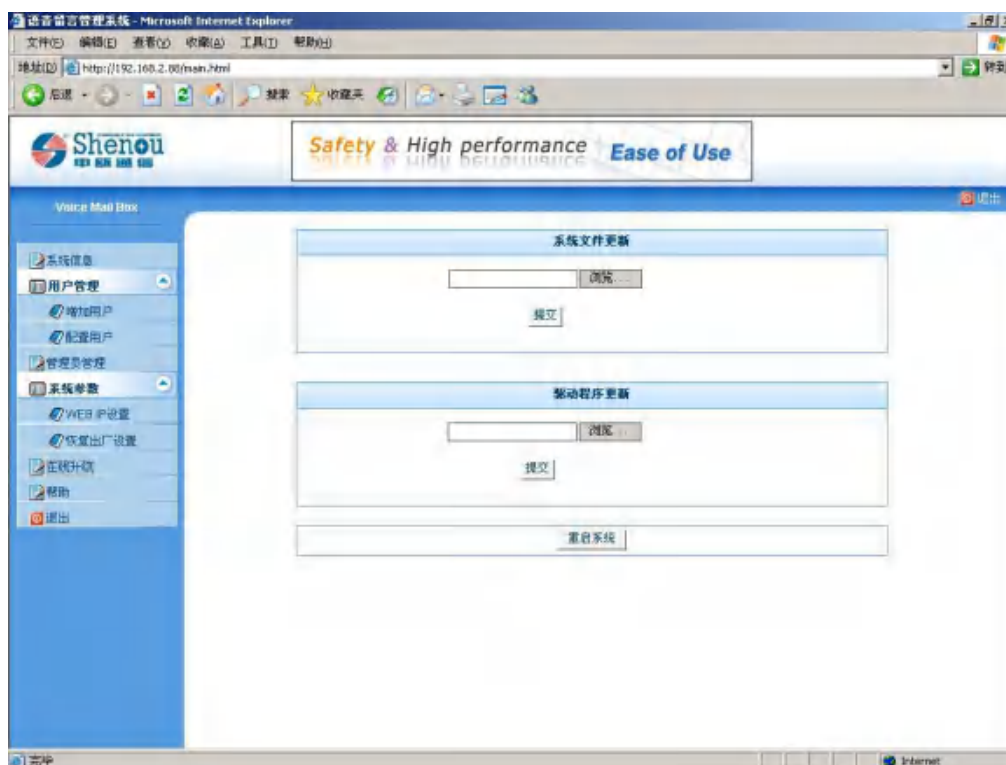 语音留言管理系统 - Microsoft Internet Explorer
文件(F) 编辑(E) 查看(V) 收藏(A) 工具(T) 帮助(H)
地址(D) http://192.168.2.88/main.html 转到
后退 搜索 收藏夹
Shenou
申瓯通信
Safety & High performance Ease of Use
Voice Mail Box
退出
系统信息
用户管理
增加用户
配置用户
管理员管理
系统参数
WEB IP设置
恢复出厂设置
在线升级
帮助
退出
系统文件更新
浏览...
提交
驱动程序更新
浏览...
提交
重启系统
完毕
Internet